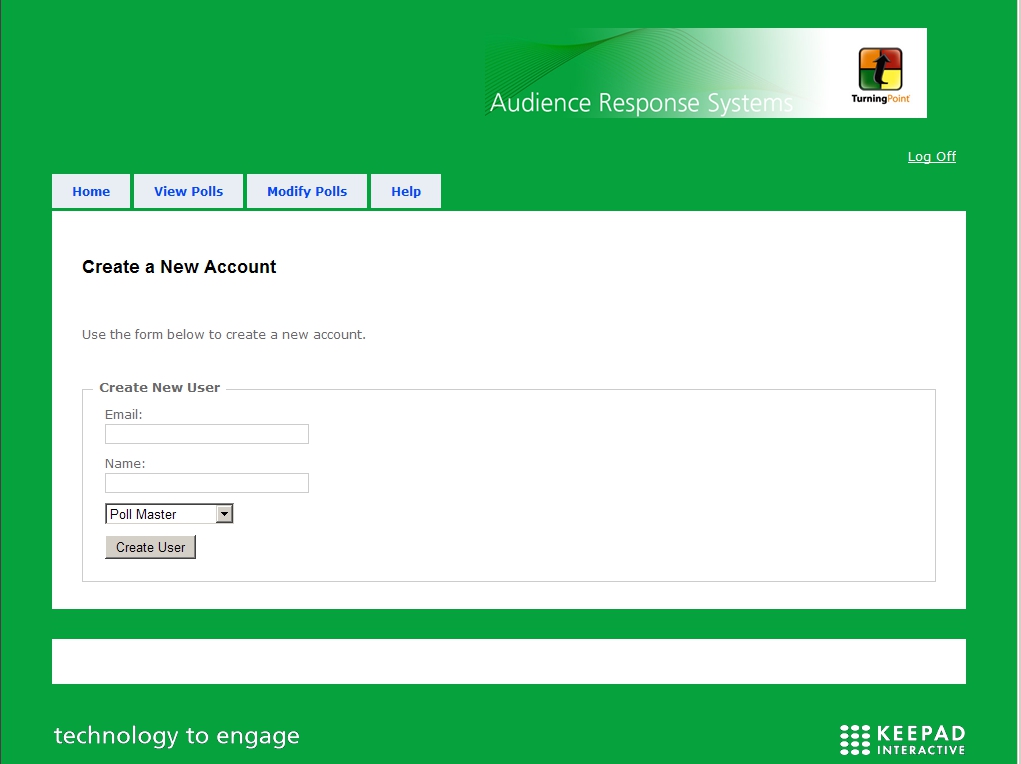 Audience Response Systems
TurningPoint
Log Off
Home View Polls Modify Polls Help
Create a New Account
Use the form below to create a new account.
Create New User
Email:
Name:
Poll Master
Create User
technology to engage
KEEPAD
INTERACTIVE